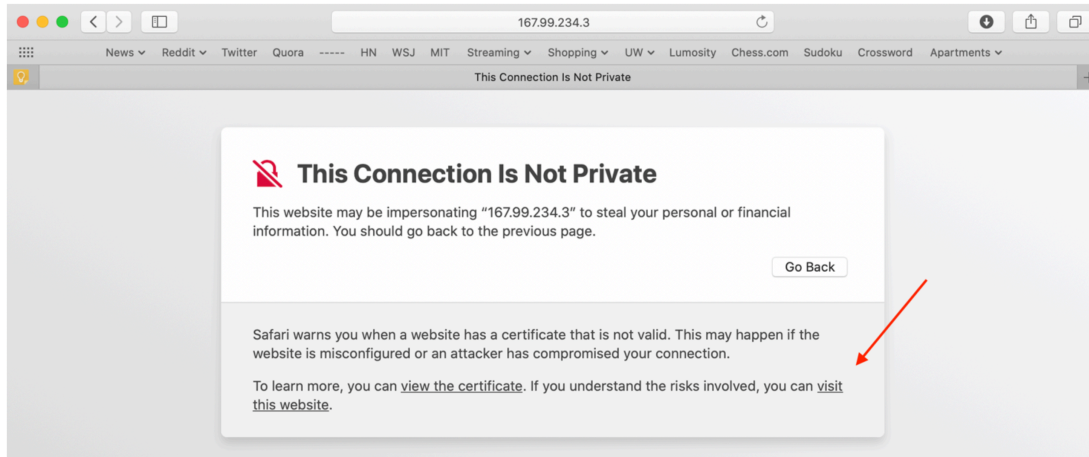 167.99.234.3
News Reddit Twitter Quora ----- HN WSJ MIT Streaming Shopping UW Lumosity Chess.com Sudoku Crossword Apartments
This Connection Is Not Private
This Connection Is Not Private
This website may be impersonating “167.99.234.3” to steal your personal or financial
information. You should go back to the previous page.
Go Back
Safari warns you when a website has a certificate that is not valid. This may happen if the
website is misconfigured or an attacker has compromised your connection.
To learn more, you can view the certificate. If you understand the risks involved, you can visit
this website.